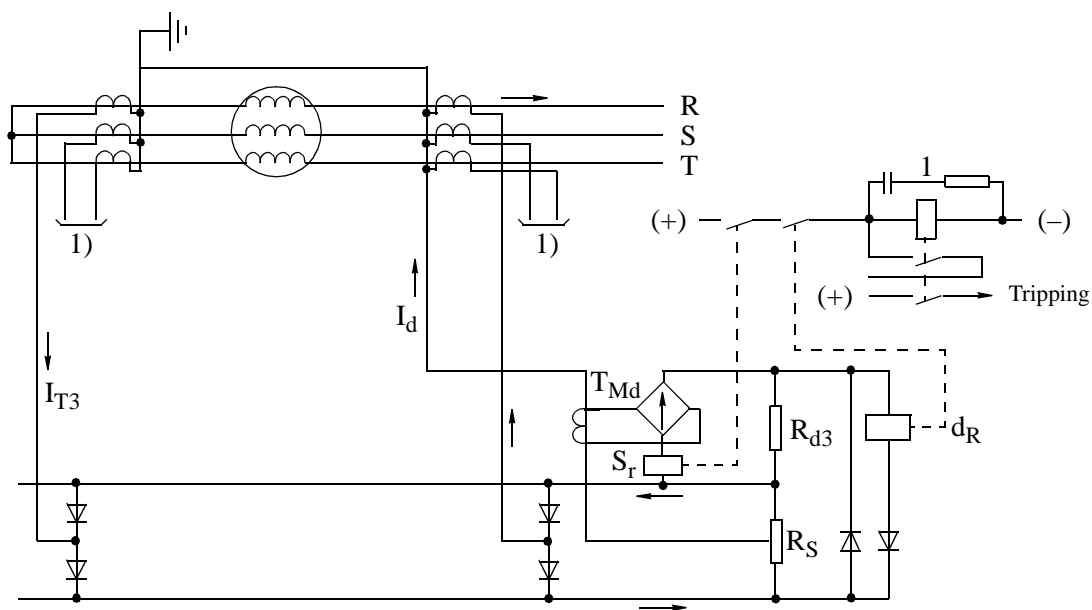 R
S
T
1)
1)
1
(+)
(–)
(+)
Tripping
I_d
I_T3
T_Md
R_d3
d_R
S_r
R_S